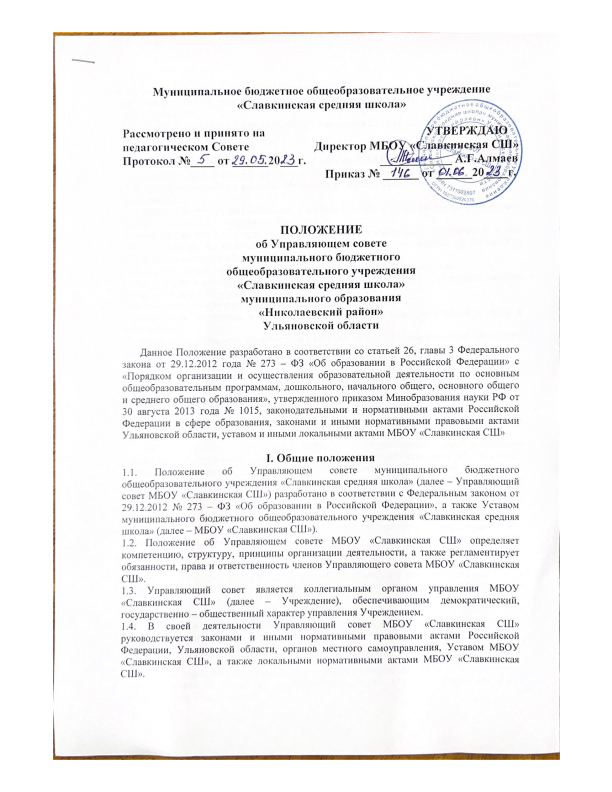 Муниципальное бюджетное общеобразовательное учреждение
«Славкинская средняя школа»
Рассмотрено и принято на
педагогическом Совете
Протокол № 5 от 29.05.2023 г.
УТВЕРЖДАЮ
Директор МБОУ «Славкинская СШ»
А.Г.Алмаев
Приказ № 146 от 01.06 2023 г.
ПОЛОЖЕНИЕ
об Управляющем совете
муниципального бюджетного
общеобразовательного учреждения
«Славкинская средняя школа»
муниципального образования
«Николаевский район»
Ульяновской области
Данное Положение разработано в соответствии со статьей 26, главы 3 Федерального
закона от 29.12.2012 года № 273 – ФЗ «Об образовании в Российской Федерации» с
«Порядком организации и осуществления образовательной деятельности по основным
общеобразовательным программам, дошкольного, начального общего, основного общего
и среднего общего образования», утвержденного приказом Минобразования науки РФ от
30 августа 2013 года № 1015, законодательными и нормативными актами Российской
Федерации в сфере образования, законами и иными нормативными правовыми актами
Ульяновской области, уставом и иными локальными актами МБОУ «Славкинская СШ»
I. Общие положения
1.1. Положение об Управляющем совете муниципального бюджетного
общеобразовательного учреждения «Славкинская средняя школа» (далее – Управляющий
совет МБОУ «Славкинская СШ») разработано в соответствии с Федеральным законом от
29.12.2012 № 273 – ФЗ «Об образовании в Российской Федерации», а также Уставом
муниципального бюджетного общеобразовательного учреждения «Славкинская средняя
школа» (далее – МБОУ «Славкинская СШ»).
1.2. Положение об Управляющем совете МБОУ «Славкинская СШ» определяет
компетенцию, структуру, принципы организации деятельности, а также регламентирует
обязанности, права и ответственность членов Управляющего совета МБОУ «Славкинская
СШ».
1.3. Управляющий совет является коллегиальным органом управления МБОУ
«Славкинская СШ» (далее – Учреждение), обеспечивающим демократический,
государственно – общественный характер управления Учреждением.
1.4. В своей деятельности Управляющий совет МБОУ «Славкинская СШ»
руководствуется законами и иными нормативными правовыми актами Российской
Федерации, Ульяновской области, органов местного самоуправления, Уставом МБОУ
«Славкинская СШ», а также локальными нормативными актами МБОУ «Славкинская
СШ».